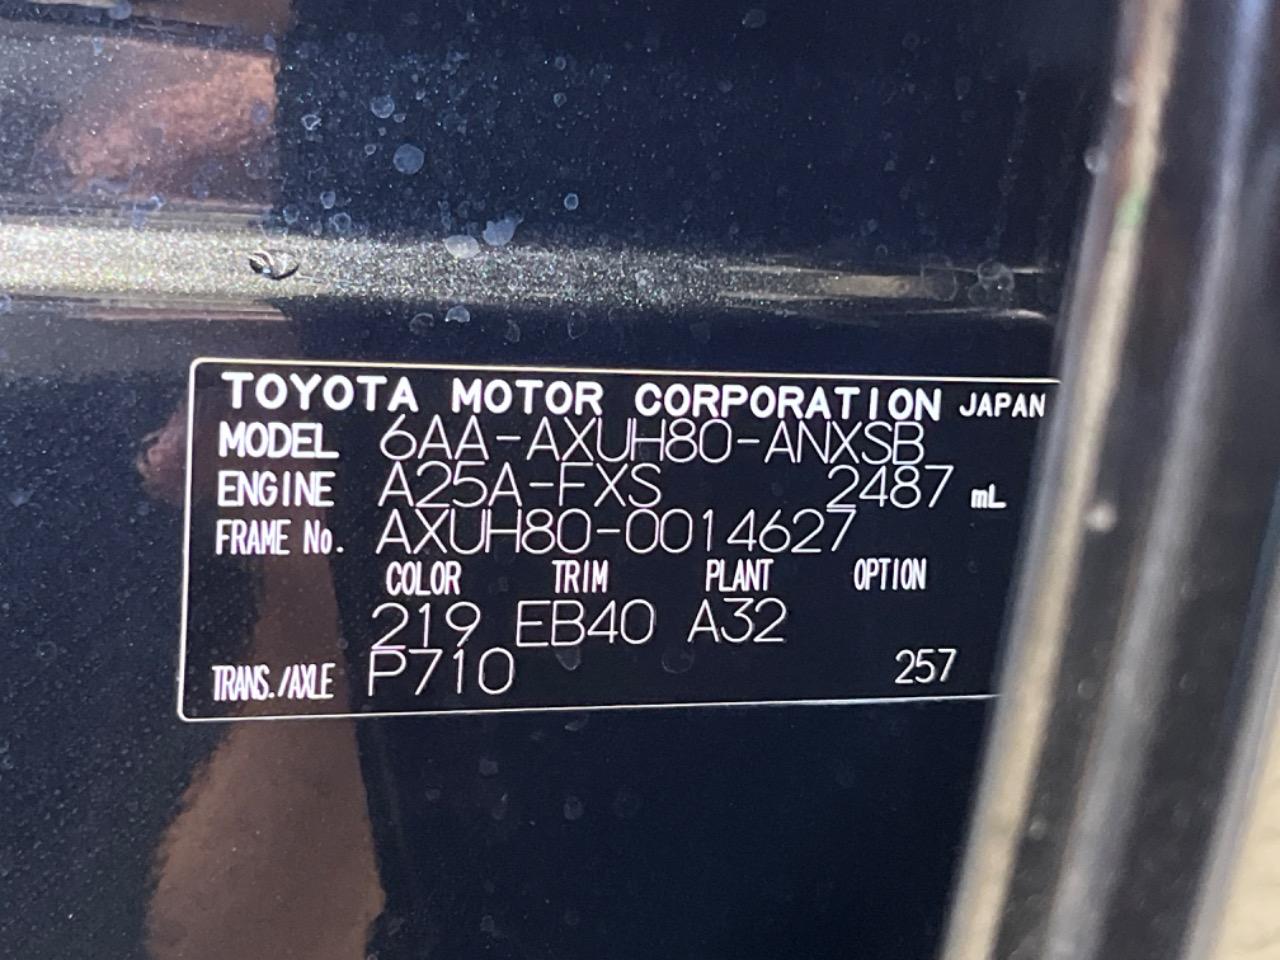 TOYOTA MOTOR CORPORATION JAPAN
MODEL 6AA-AXUH80-ANXSB
ENGINE A25A-FXS 2487 mL
FRAME No. AXUH80-0014627
COLOR TRIM PLANT OPTION
219 EB40 A32
TRANS./AXLE P710 257